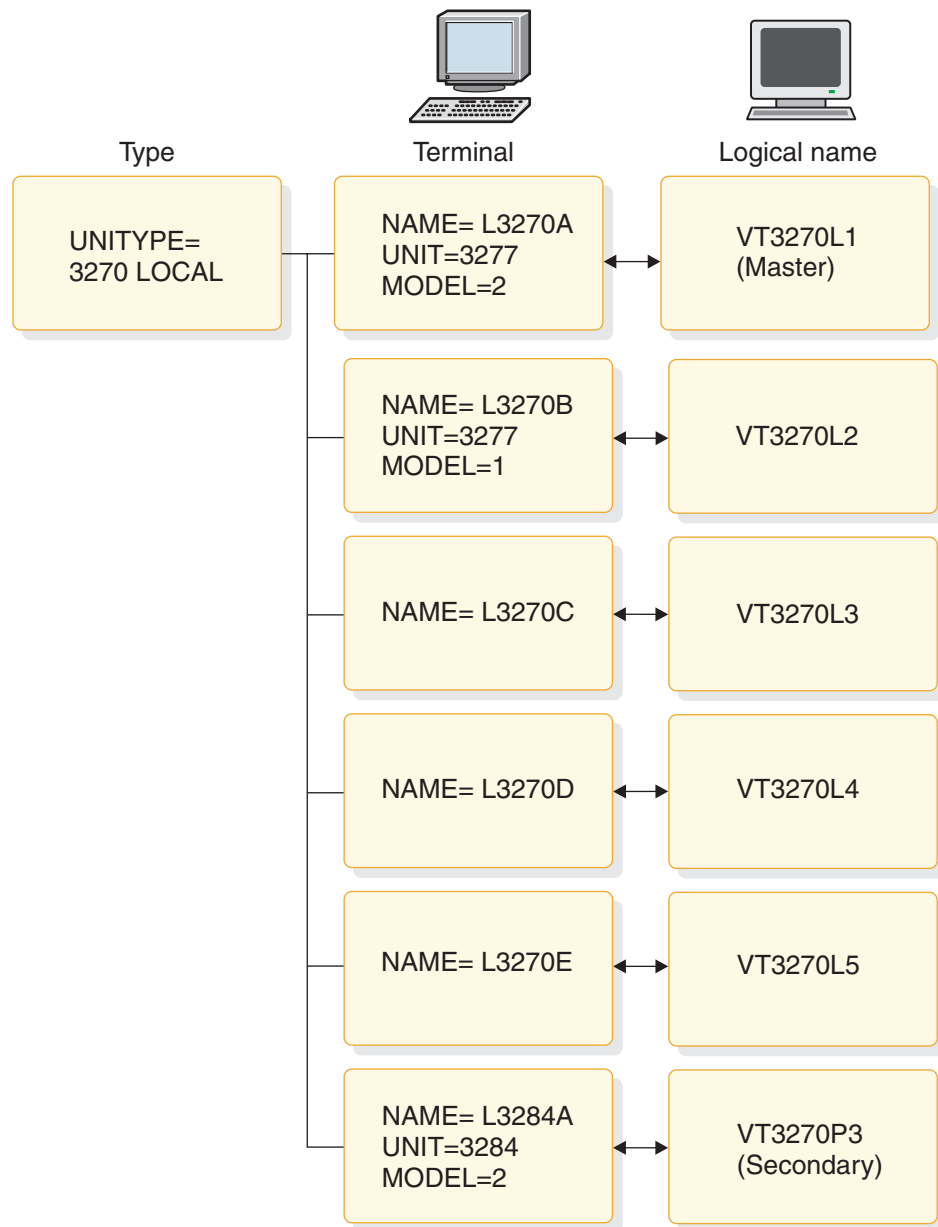 Type
Terminal
Logical name
UNITYPE=
3270 LOCAL
NAME= L3270A
UNIT=3277
MODEL=2
VT3270L1
(Master)
NAME= L3270B
UNIT=3277
MODEL=1
VT3270L2
NAME= L3270C
VT3270L3
NAME= L3270D
VT3270L4
NAME= L3270E
VT3270L5
NAME= L3284A
UNIT=3284
MODEL=2
VT3270P3
(Secondary)